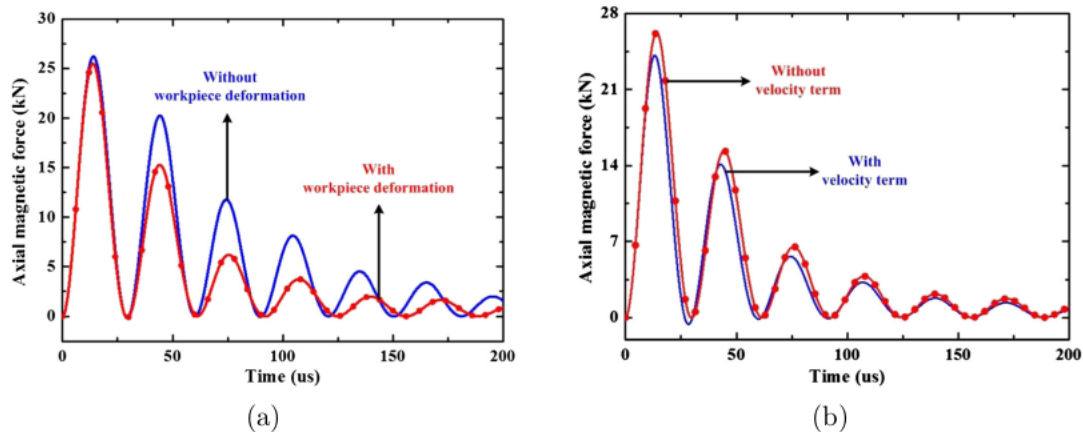 30
25
20
15
10
5
0
Axial magnetic force (kN)
Without
workpiece deformation
With
workpiece deformation
0 50 100 150 200
Time (us)
(a)
28
21
14
7
0
Axial magnetic force (kN)
Without
velocity term
With
velocity term
0 50 100 150 200
Time (us)
(b)